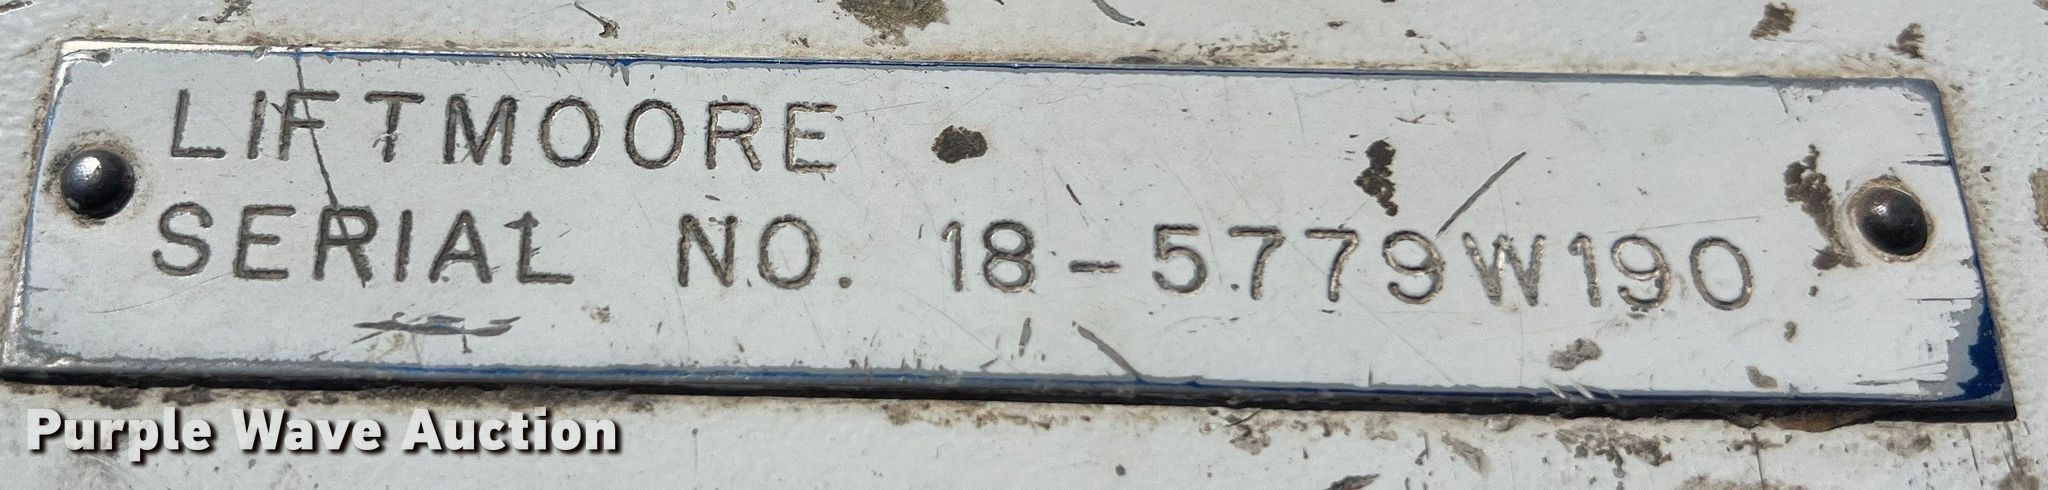 LIFTMOORE
SERIAL NO. 18-5779W190
Purple Wave Auction